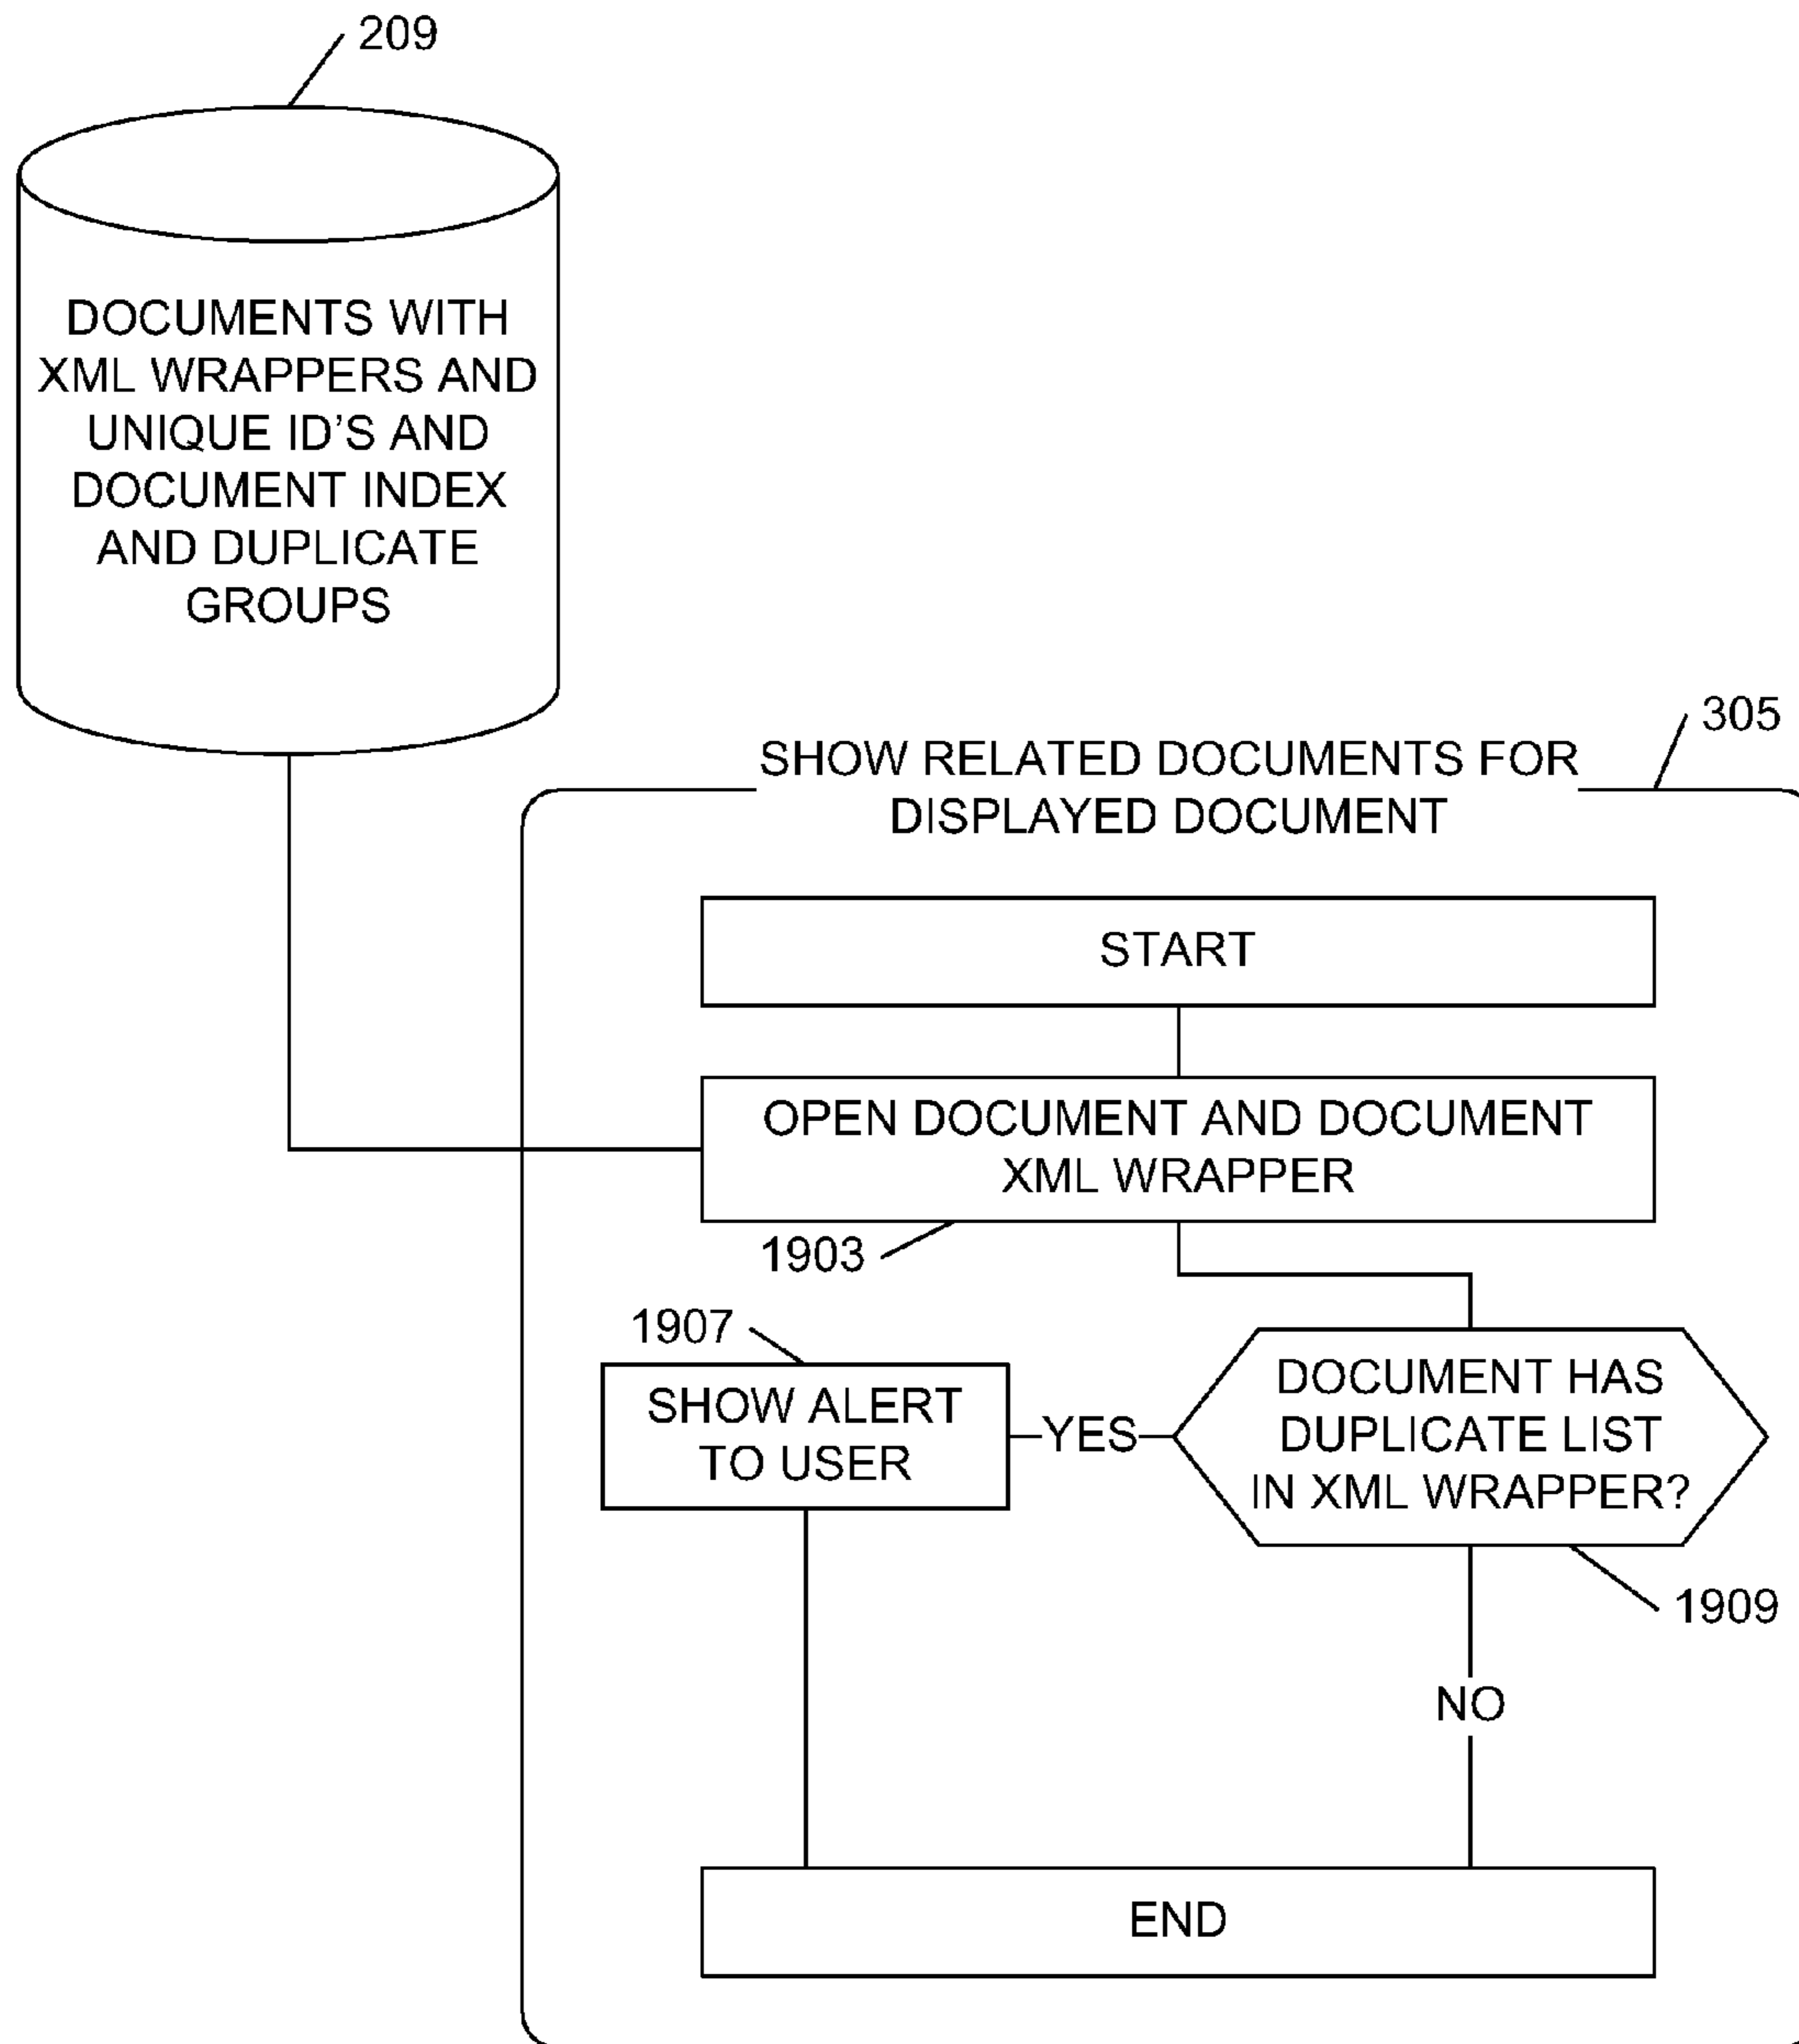 209
DOCUMENTS WITH
XML WRAPPERS AND
UNIQUE ID'S AND
DOCUMENT INDEX
AND DUPLICATE
GROUPS
305
SHOW RELATED DOCUMENTS FOR
DISPLAYED DOCUMENT
START
OPEN DOCUMENT AND DOCUMENT
XML WRAPPER
1903
1907
SHOW ALERT
TO USER
YES
DOCUMENT HAS
DUPLICATE LIST
IN XML WRAPPER?
1909
NO
END